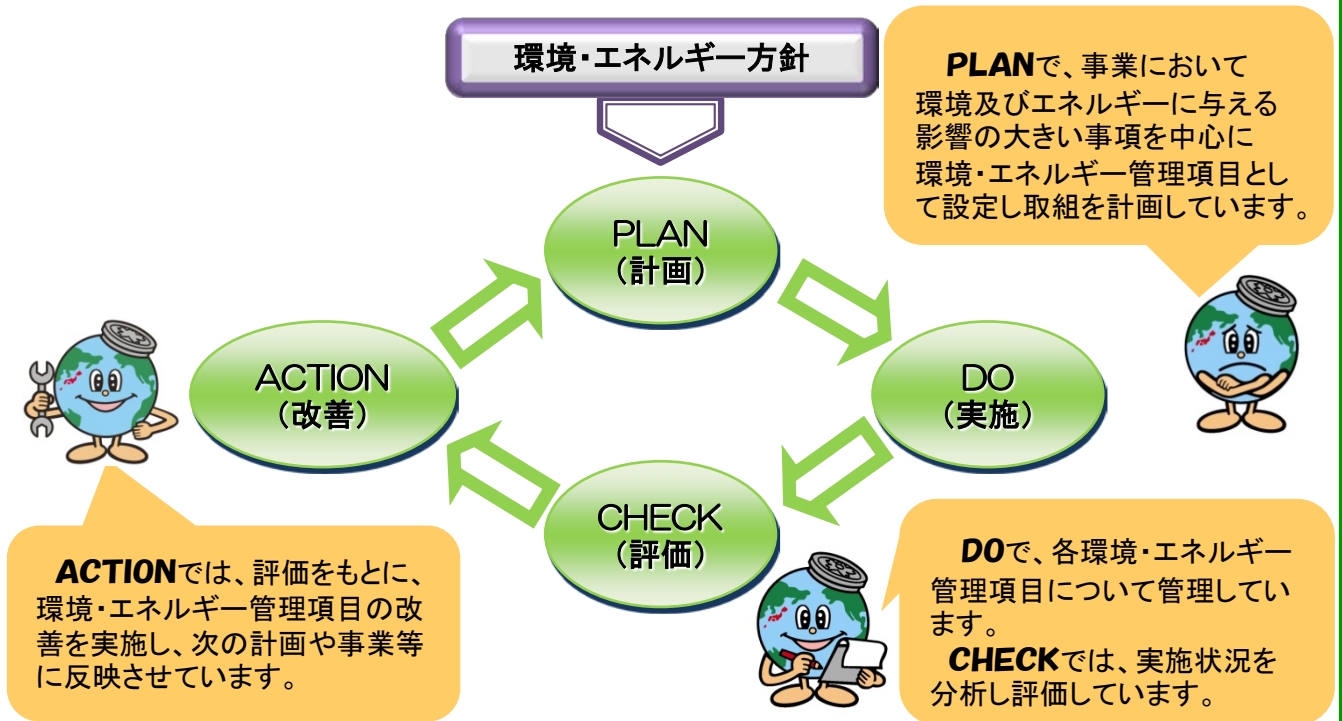 環境・エネルギー方針
PLANで、事業において
環境及びエネルギーに与える
影響の大きい事項を中心に
環境・エネルギー管理項目とし
て設定し取組を計画しています。
PLAN
（計画）
ACTION
（改善）
DO
（実施）
CHECK
（評価）
ACTIONでは、評価をもとに、
環境・エネルギー管理項目の改
善を実施し、次の計画や事業等
に反映させています。
DOで、各環境・エネルギー
管理項目について管理してい
ます。
CHECKでは、実施状況を
分析し評価しています。